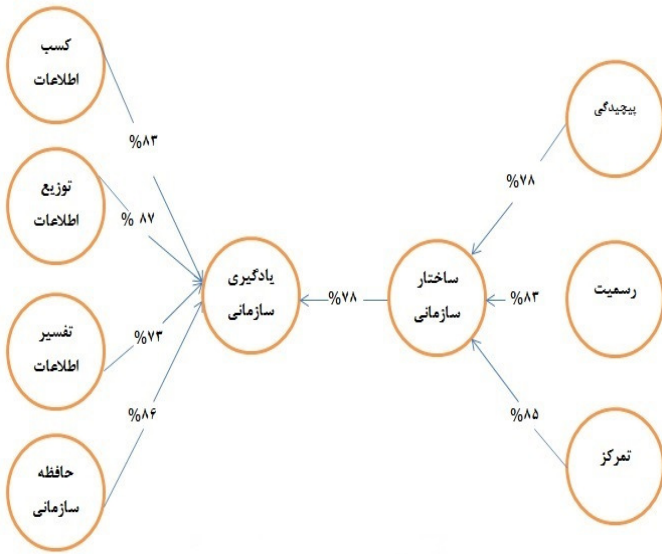 کسب
اطلاعات
%۸۳
توزیع
اطلاعات
% ۸۷
تفسیر
اطلاعات
%۷۳
حافظه
سازمانی
%۸۶
یادگیری
سازمانی
%۷۸
ساختار
سازمانی
پیچیدگی
%۷۸
رسمیت
%۸۳
تمرکز
%۸۵